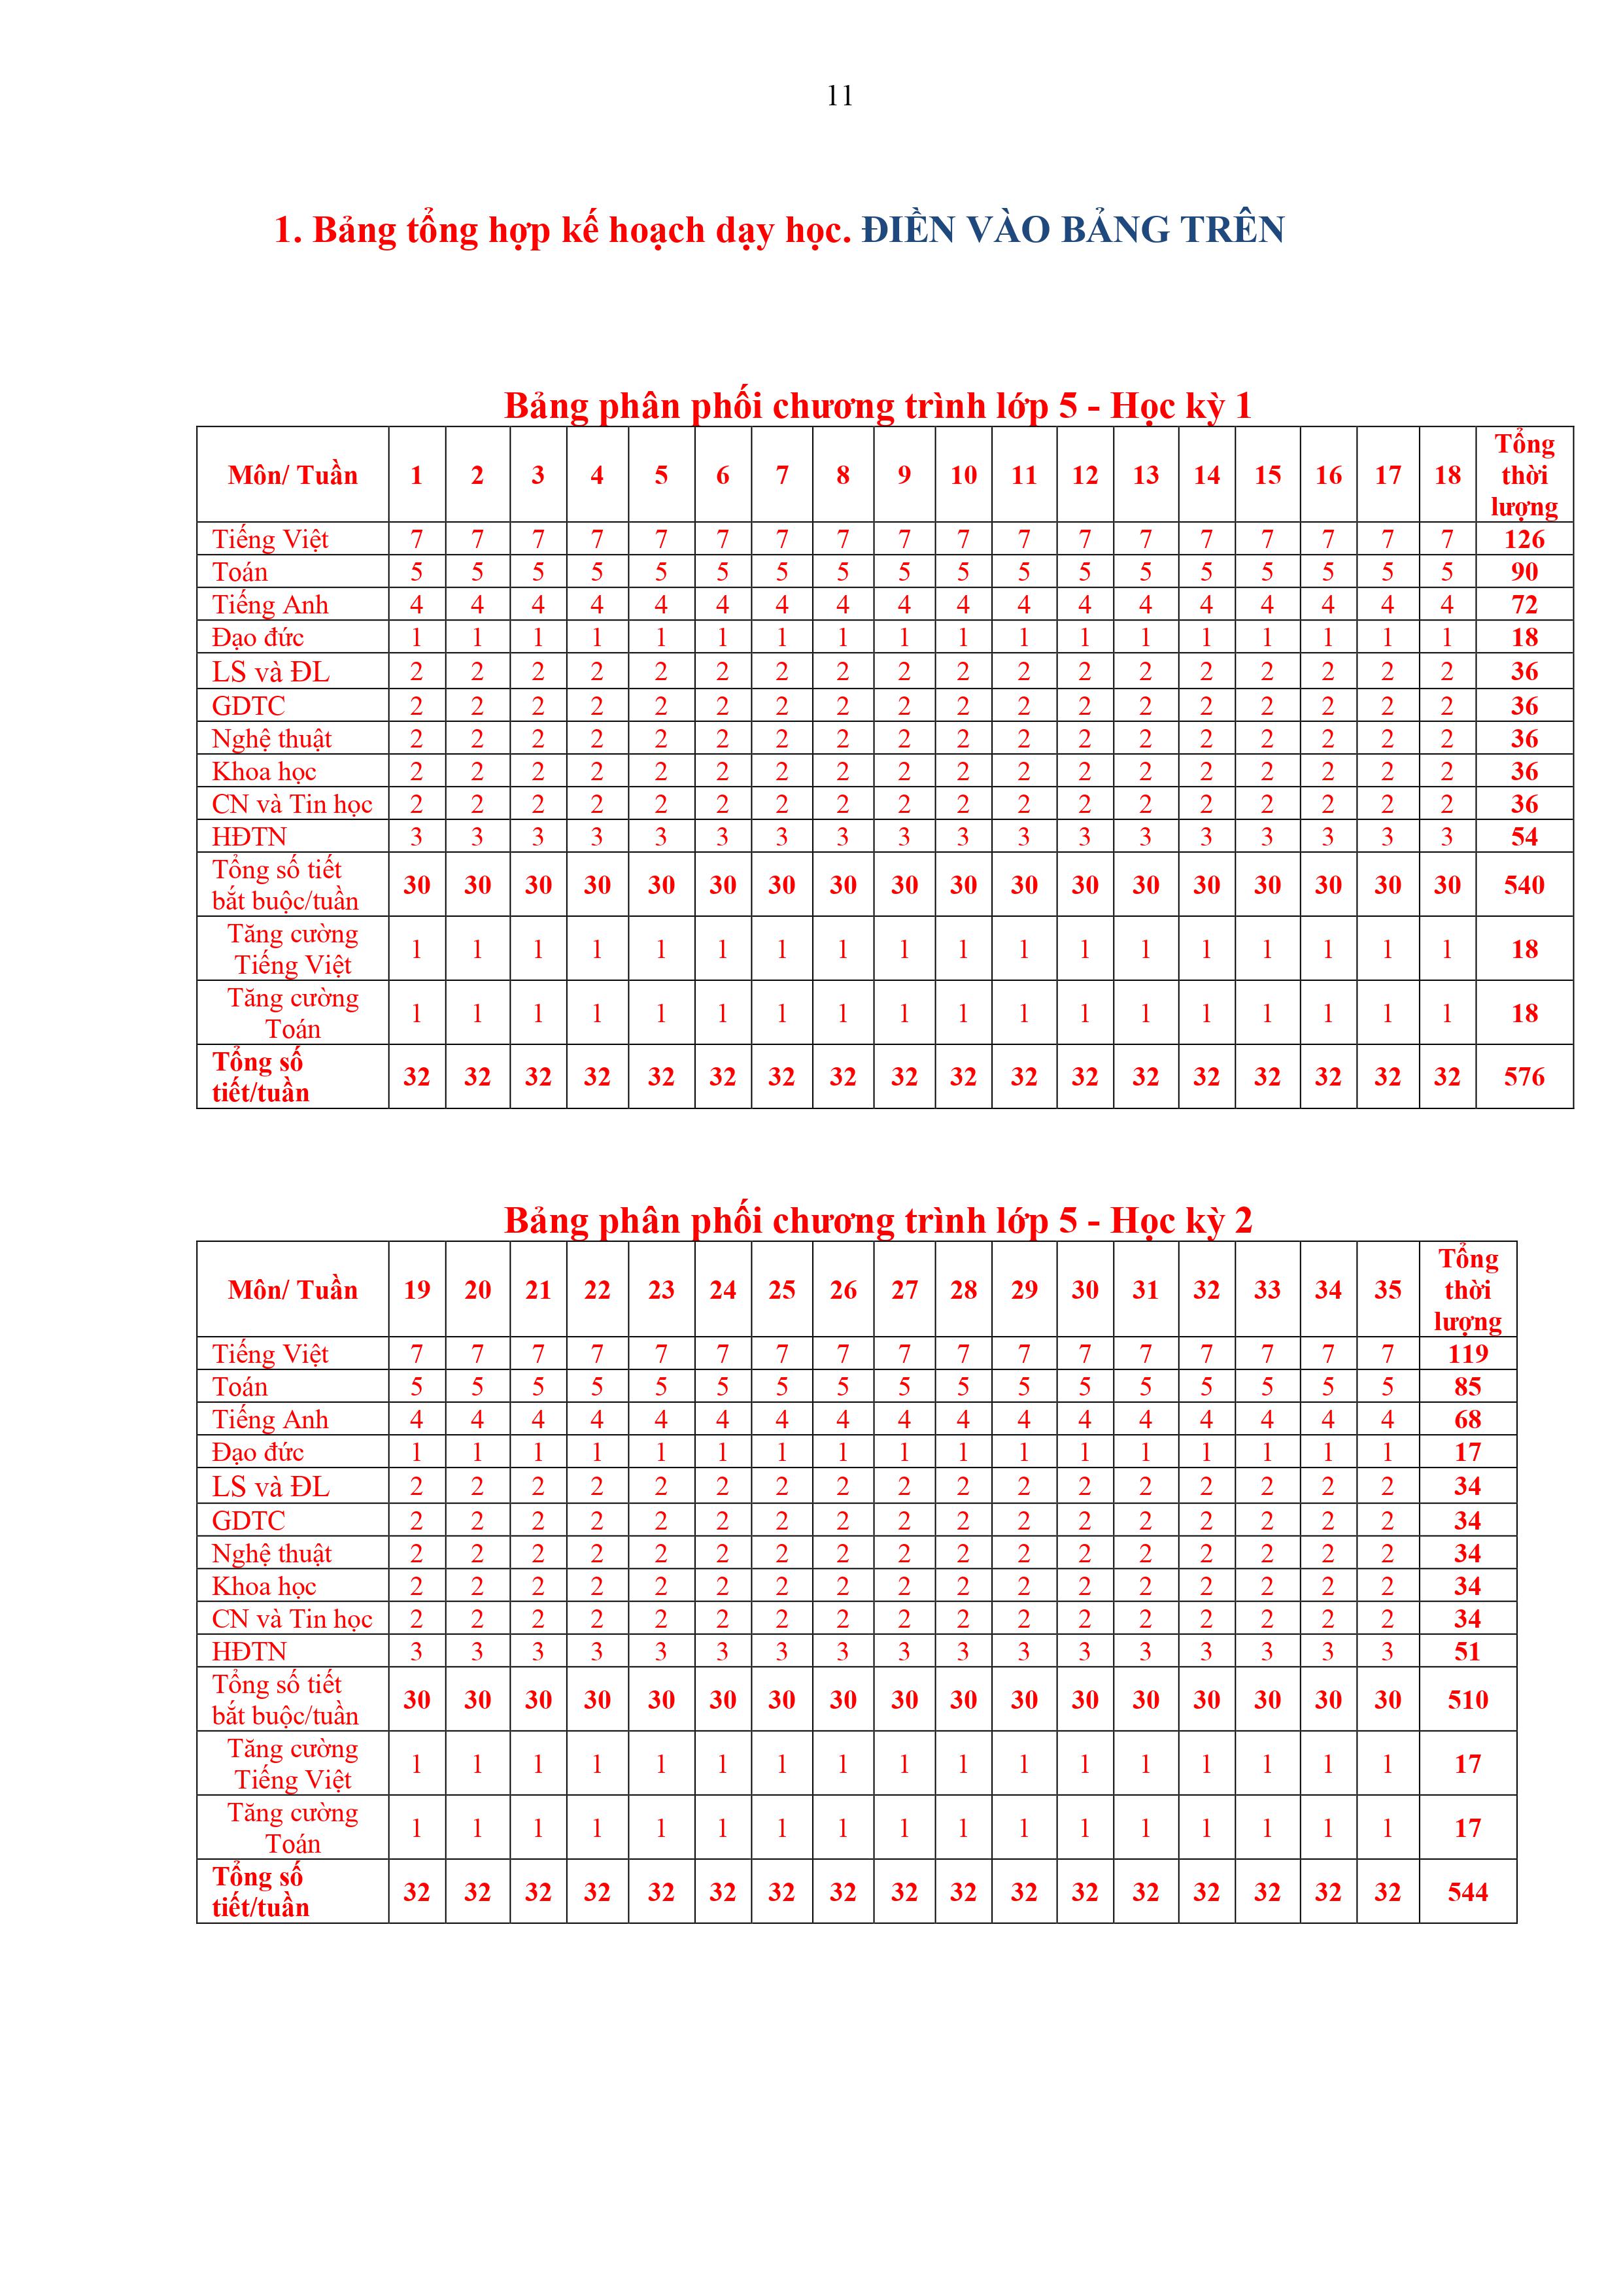 11
1. Bảng tổng hợp kế hoạch dạy học. ĐIỀN VÀO BẢNG TRÊN
Bảng phân phối chương trình lớp 5 - Học kỳ 1
Môn/ Tuần 1 2 3 4 5 6 7 8 9 10 11 12 13 14 15 16 17 18 Tổng thời lượng
Tiếng Việt 7 7 7 7 7 7 7 7 7 7 7 7 7 7 7 7 7 7 126
Toán 5 5 5 5 5 5 5 5 5 5 5 5 5 5 5 5 5 5 90
Tiếng Anh 4 4 4 4 4 4 4 4 4 4 4 4 4 4 4 4 4 4 72
Đạo đức 1 1 1 1 1 1 1 1 1 1 1 1 1 1 1 1 1 1 18
LS và ĐL 2 2 2 2 2 2 2 2 2 2 2 2 2 2 2 2 2 2 36
GDTC 2 2 2 2 2 2 2 2 2 2 2 2 2 2 2 2 2 2 36
Nghệ thuật 2 2 2 2 2 2 2 2 2 2 2 2 2 2 2 2 2 2 36
Khoa học 2 2 2 2 2 2 2 2 2 2 2 2 2 2 2 2 2 2 36
CN và Tin học 2 2 2 2 2 2 2 2 2 2 2 2 2 2 2 2 2 2 36
HĐTN 3 3 3 3 3 3 3 3 3 3 3 3 3 3 3 3 3 3 54
Tổng số tiết bắt buộc/tuần 30 30 30 30 30 30 30 30 30 30 30 30 30 30 30 30 30 30 540
Tăng cường Tiếng Việt 1 1 1 1 1 1 1 1 1 1 1 1 1 1 1 1 1 1 18
Tăng cường Toán 1 1 1 1 1 1 1 1 1 1 1 1 1 1 1 1 1 1 18
Tổng số tiết/tuần 32 32 32 32 32 32 32 32 32 32 32 32 32 32 32 32 32 32 576
Bảng phân phối chương trình lớp 5 - Học kỳ 2
Môn/ Tuần 19 20 21 22 23 24 25 26 27 28 29 30 31 32 33 34 35 Tổng thời lượng
Tiếng Việt 7 7 7 7 7 7 7 7 7 7 7 7 7 7 7 7 7 119
Toán 5 5 5 5 5 5 5 5 5 5 5 5 5 5 5 5 5 85
Tiếng Anh 4 4 4 4 4 4 4 4 4 4 4 4 4 4 4 4 4 68
Đạo đức 1 1 1 1 1 1 1 1 1 1 1 1 1 1 1 1 1 17
LS và ĐL 2 2 2 2 2 2 2 2 2 2 2 2 2 2 2 2 2 34
GDTC 2 2 2 2 2 2 2 2 2 2 2 2 2 2 2 2 2 34
Nghệ thuật 2 2 2 2 2 2 2 2 2 2 2 2 2 2 2 2 2 34
Khoa học 2 2 2 2 2 2 2 2 2 2 2 2 2 2 2 2 2 34
CN và Tin học 2 2 2 2 2 2 2 2 2 2 2 2 2 2 2 2 2 34
HĐTN 3 3 3 3 3 3 3 3 3 3 3 3 3 3 3 3 3 51
Tổng số tiết bắt buộc/tuần 30 30 30 30 30 30 30 30 30 30 30 30 30 30 30 30 30 510
Tăng cường Tiếng Việt 1 1 1 1 1 1 1 1 1 1 1 1 1 1 1 1 1 17
Tăng cường Toán 1 1 1 1 1 1 1 1 1 1 1 1 1 1 1 1 1 17
Tổng số tiết/tuần 32 32 32 32 32 32 32 32 32 32 32 32 32 32 32 32 32 544